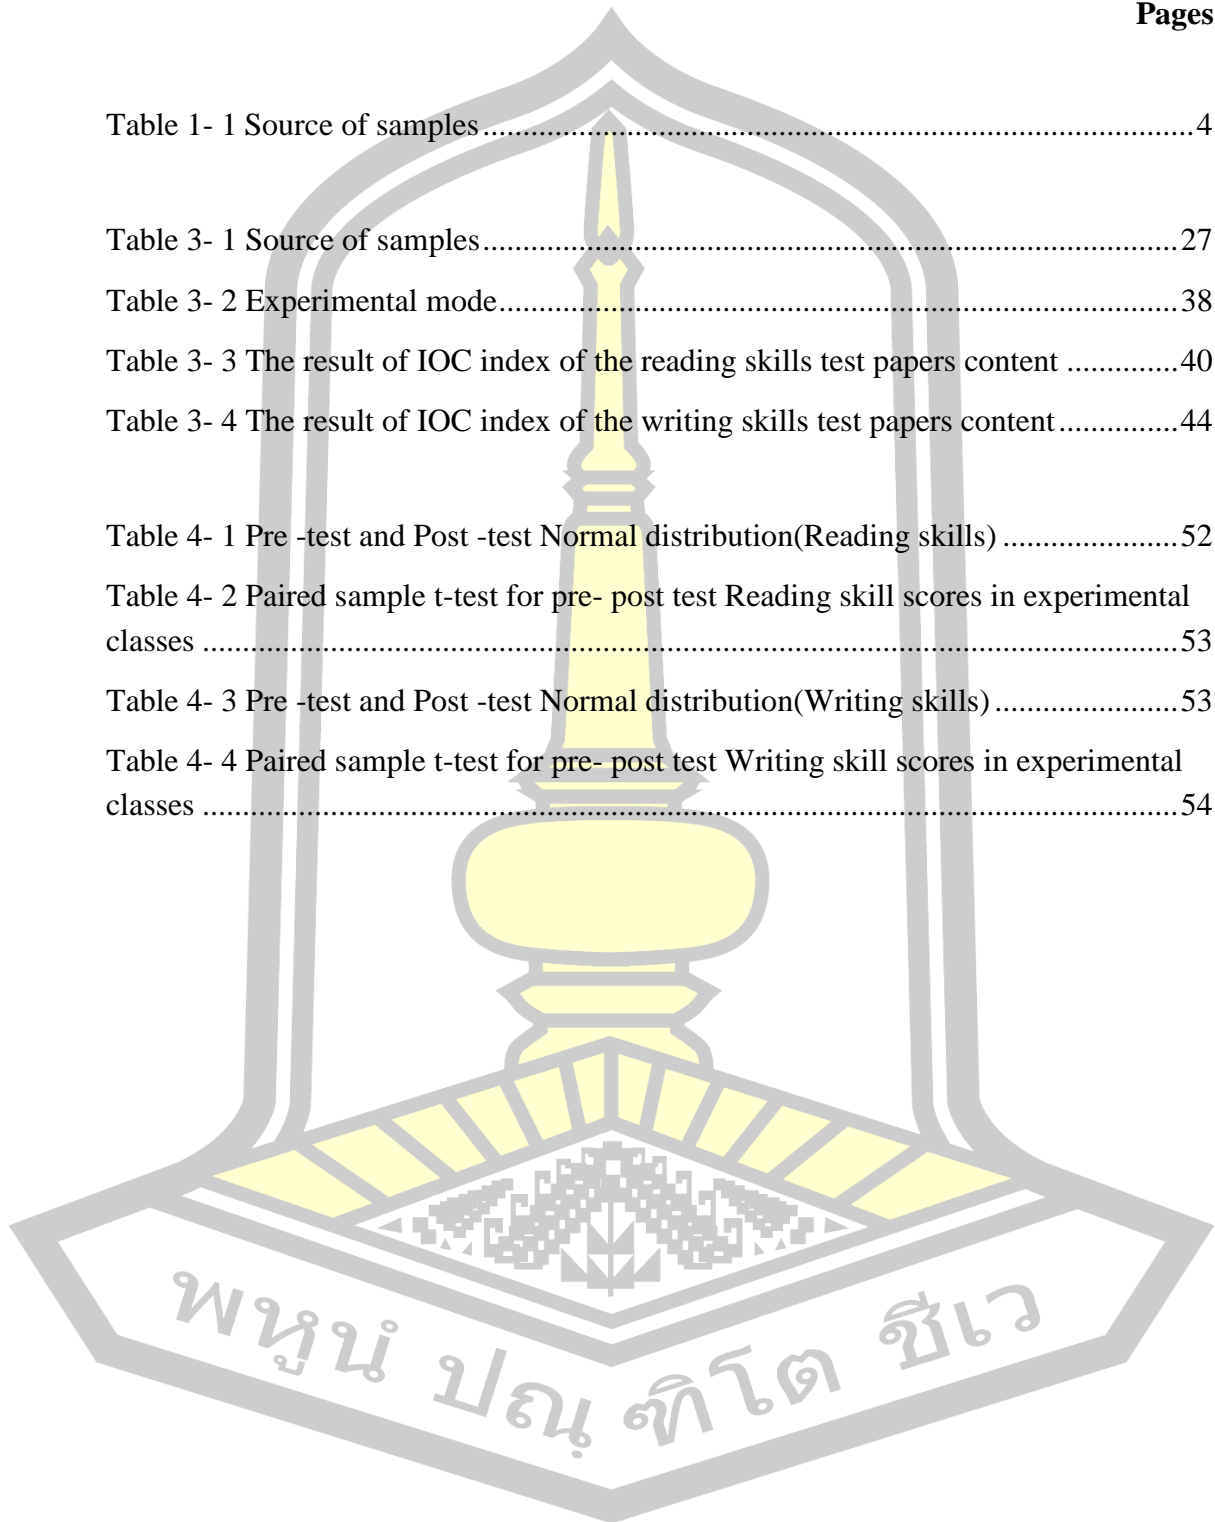 Pages
Table 1- 1 Source of samples..........................................................................................4
Table 3- 1 Source of samples........................................................................................27
Table 3- 2 Experimental mode......................................................................................38
Table 3- 3 The result of IOC index of the reading skills test papers content ..............40
Table 3- 4 The result of IOC index of the writing skills test papers content...............44
Table 4- 1 Pre -test and Post -test Normal distribution(Reading skills) ......................52
Table 4- 2 Paired sample t-test for pre- post test Reading skill scores in experimental
classes ...........................................................................................................................53
Table 4- 3 Pre -test and Post -test Normal distribution(Writing skills).......................53
Table 4- 4 Paired sample t-test for pre- post test Writing skill scores in experimental
classes ...........................................................................................................................54
พหูนํ ปณฺ ฑิโต ชีเว